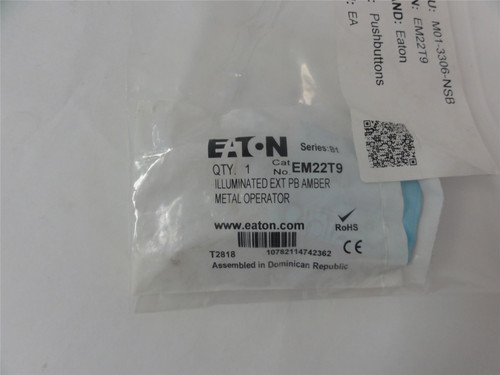 U: M01-3306-NSB
AND: Eaton
N: EM22T9
: Pushbuttons
: EA
EATON Series: B1
QTY: 1 Cat No. EM22T9
ILLUMINATED EXT PB AMBER
METAL OPERATOR
www.eaton.com
RoHS
T2818 10782114742362 CE
Assembled in Dominican Republic